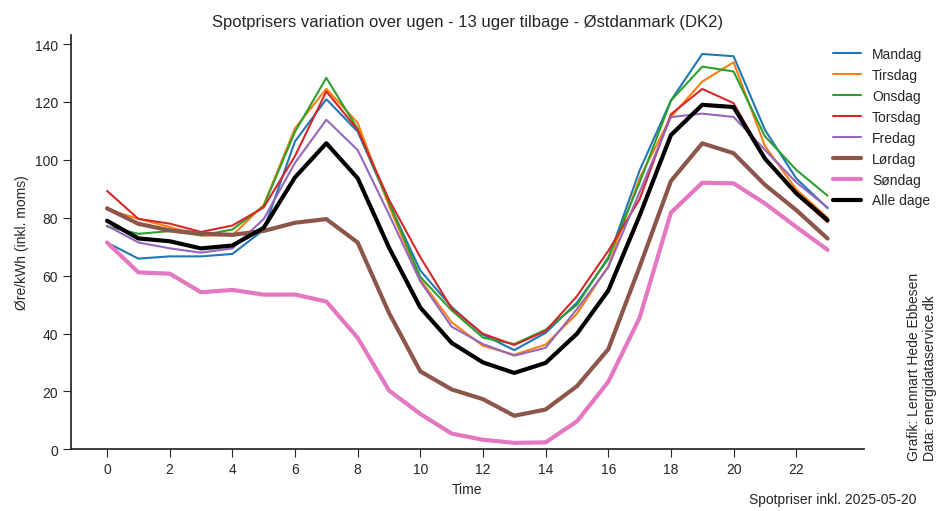 Spotprisers variation over ugen - 13 uger tilbage - Østdanmark (DK2)
Øre/kWh (inkl. moms)
140
120
100
80
60
40
20
0
0 2 4 6 8 10 12 14 16 18 20 22
Time
Mandag
Tirsdag
Onsdag
Torsdag
Fredag
Lørdag
Søndag
Alle dage
Grafik: Lennart Hede Ebbesen
Data: energidataservice.dk
Spotpriser inkl. 2025-05-20